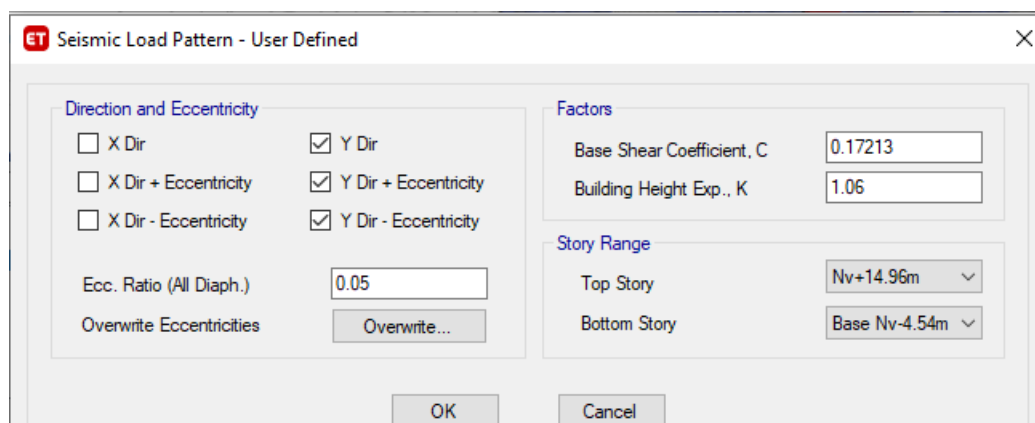 ET Seismic Load Pattern - User Defined
Direction and Eccentricity
X Dir
Y Dir
X Dir + Eccentricity
Y Dir + Eccentricity
X Dir - Eccentricity
Y Dir - Eccentricity
Ecc. Ratio (All Diaph.)
0.05
Overwrite Eccentricities
Overwrite...
Factors
Base Shear Coefficient, C
0.17213
Building Height Exp., K
1.06
Story Range
Top Story
Nv+14.96m
Bottom Story
Base Nv-4.54m
OK
Cancel